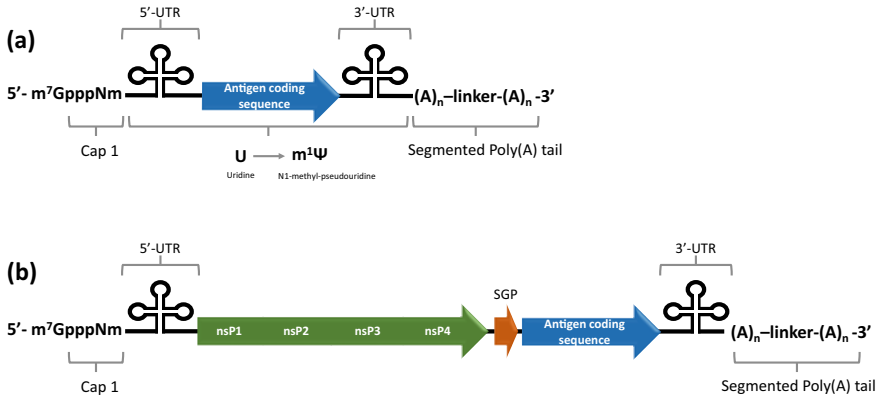 5’-UTR
3’-UTR
(a)
5’- m⁷GpppNm
Antigen coding
sequence
(A)ₙ–linker-(A)ₙ -3’
Cap 1
Segmented Poly(A) tail
U
m¹Ψ
Uridine
N1-methyl-pseudouridine
5’-UTR
3’-UTR
(b)
SGP
5’- m⁷GpppNm
nsP1
nsP2
nsP3
nsP4
Antigen coding
sequence
(A)ₙ–linker-(A)ₙ -3’
Cap 1
Segmented Poly(A) tail